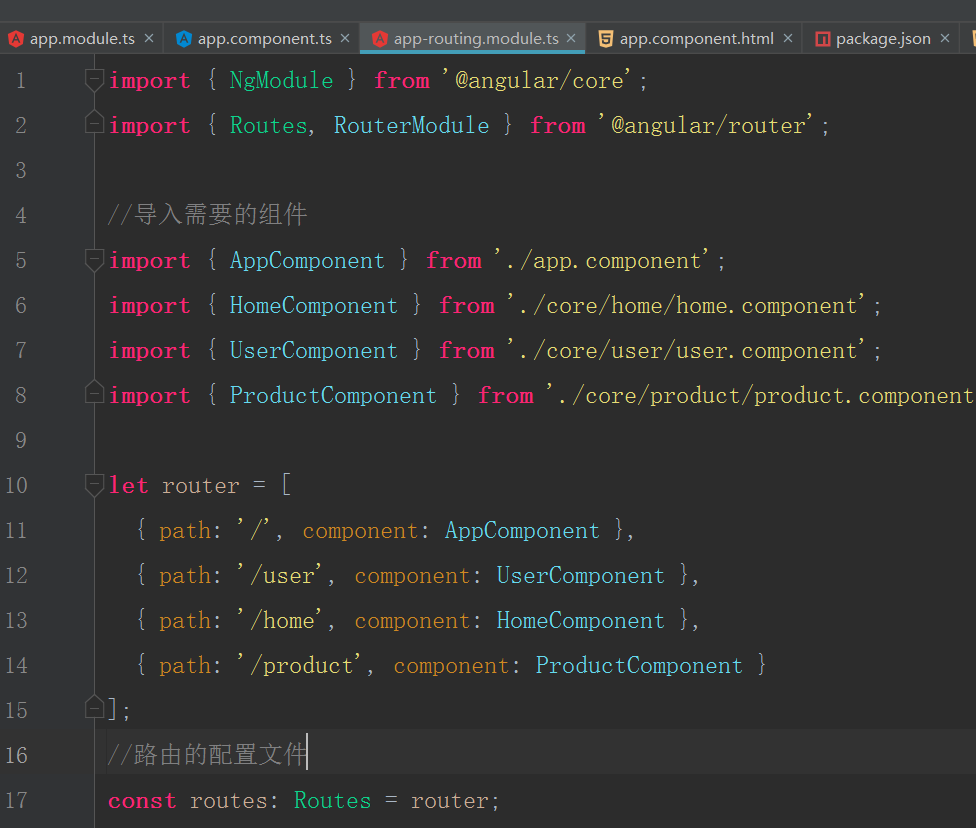 app.module.ts × app.component.ts × app-routing.module.ts × app.component.html × package.json ×
1 import { NgModule } from '@angular/core';
2 import { Routes, RouterModule } from '@angular/router';
3
4 //导入需要的组件
5 import { AppComponent } from './app.component';
6 import { HomeComponent } from './core/home/home.component';
7 import { UserComponent } from './core/user/user.component';
8 import { ProductComponent } from './core/product/product.component
9
10 let router = [
11 { path: '/', component: AppComponent },
12 { path: '/user', component: UserComponent },
13 { path: '/home', component: HomeComponent },
14 { path: '/product', component: ProductComponent }
15 ];
16 //路由的配置文件
17 const routes: Routes = router;